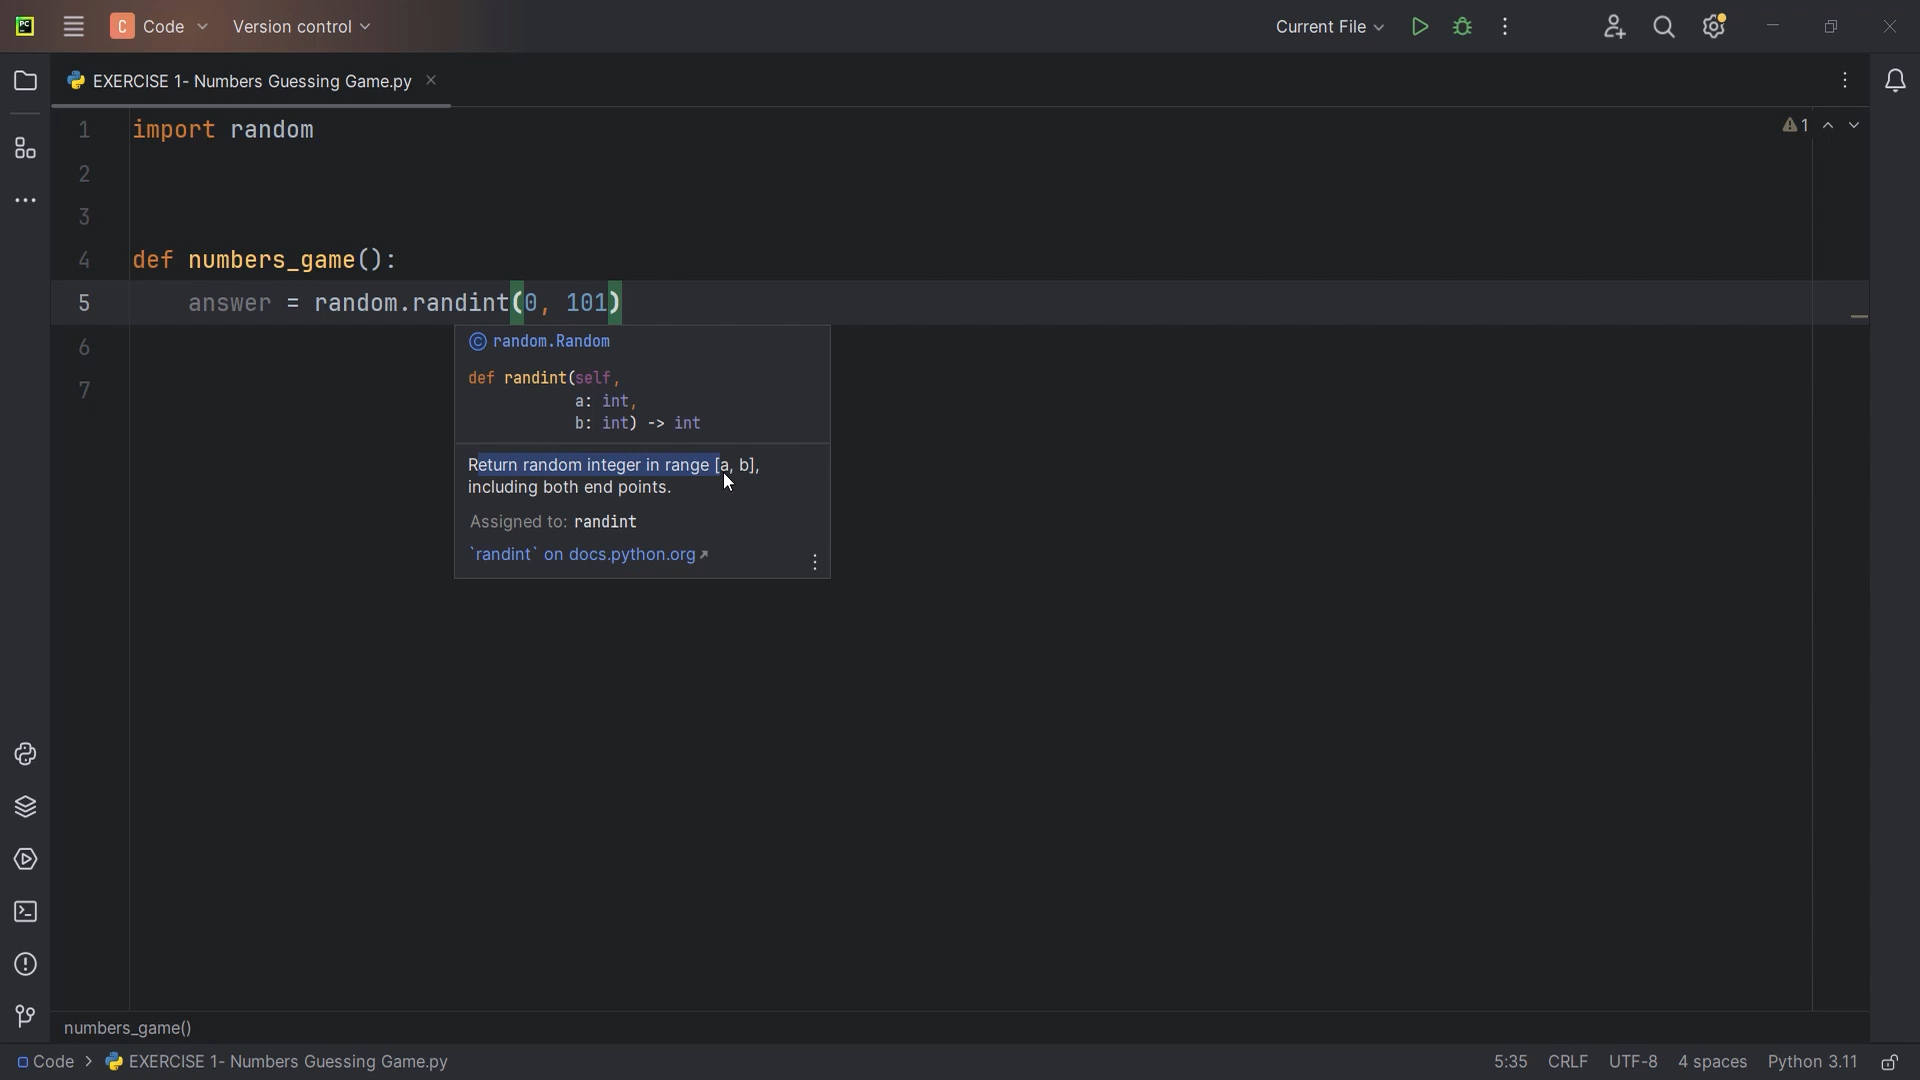 PC
C Code Version control Current File
EXERCISE 1- Numbers Guessing Game.py
1 import random 1
2
3
4 def numbers_game():
5 answer = random.randint(0, 101)
6
7
C random.Random
def randint(self,
a: int,
b: int) -> int
Return random integer in range [a, b],
including both end points.
Assigned to: randint
`randint` on docs.python.org
numbers_game()
Code EXERCISE 1- Numbers Guessing Game.py 5:35 CRLF UTF-8 4 spaces Python 3.11